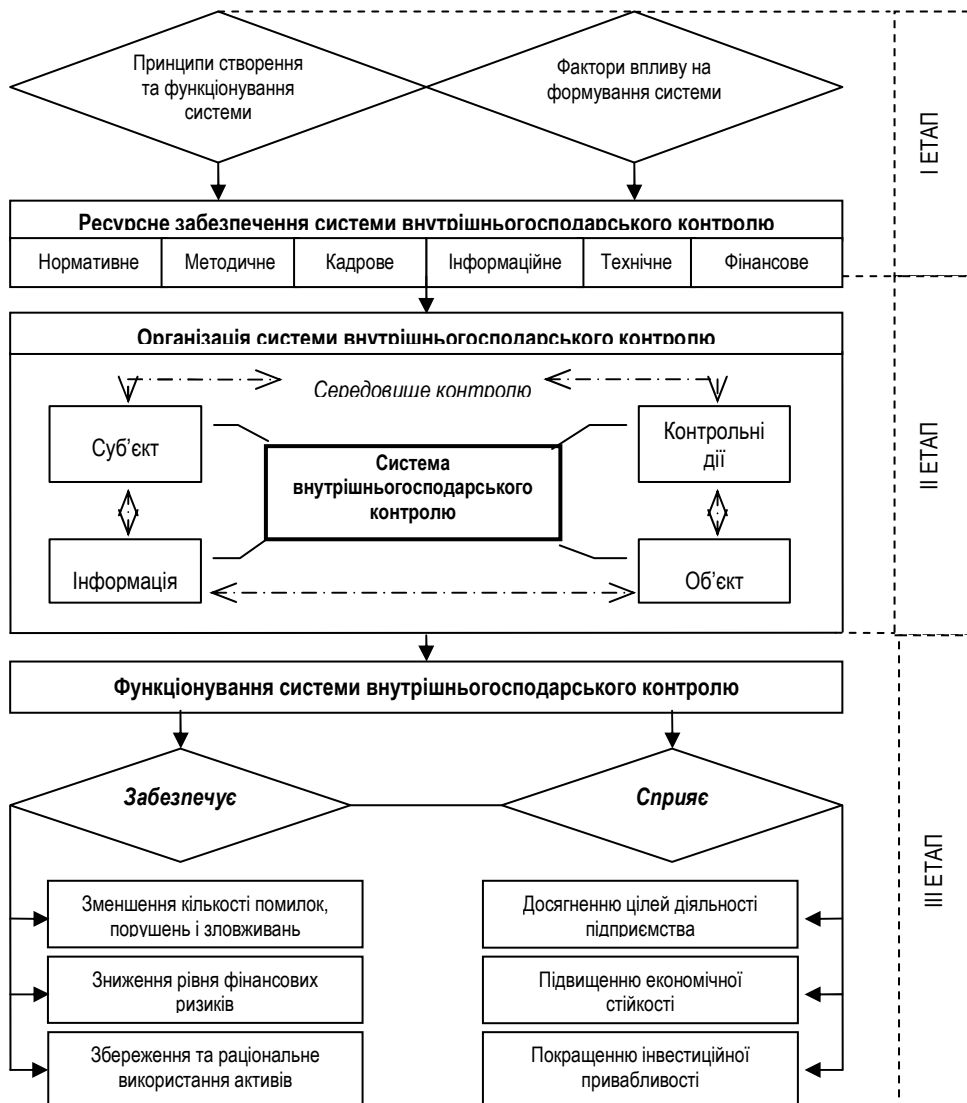 Принципи створення
та функціонування
системи
Фактори впливу на
формування системи
І ЕТАП
Ресурсне забезпечення системи внутрішньогосподарського контролю
Нормативне
Методичне
Кадрове
Інформаційне
Технічне
Фінансове
Організація системи внутрішньогосподарського контролю
Середовище контролю
Суб’єкт
Контрольні
дії
Система
внутрішньогосподарського
контролю
Інформація
Об’єкт
ІІ ЕТАП
Функціонування системи внутрішньогосподарського контролю
Забезпечує
Сприяє
Зменшення кількості помилок,
порушень і зловживань
Досягненню цілей діяльності
підприємства
Зниження рівня фінансових
ризиків
Підвищенню економічної
стійкості
Збереження та раціональне
використання активів
Покращенню інвестиційної
привабливості
ІІІ ЕТАП